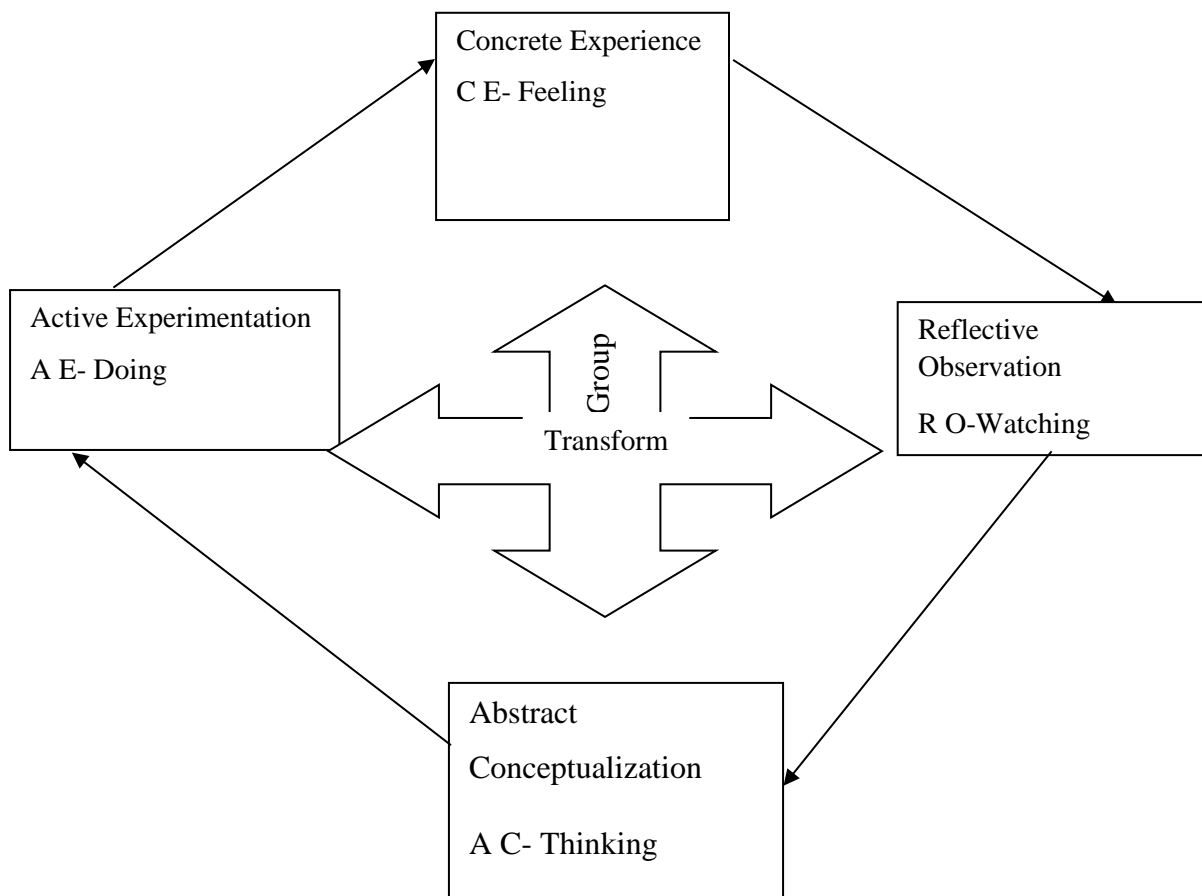 Concrete Experience
C E- Feeling
Active Experimentation
A E- Doing
Group
Transform
Reflective
Observation
R O-Watching
Abstract
Conceptualization
A C- Thinking